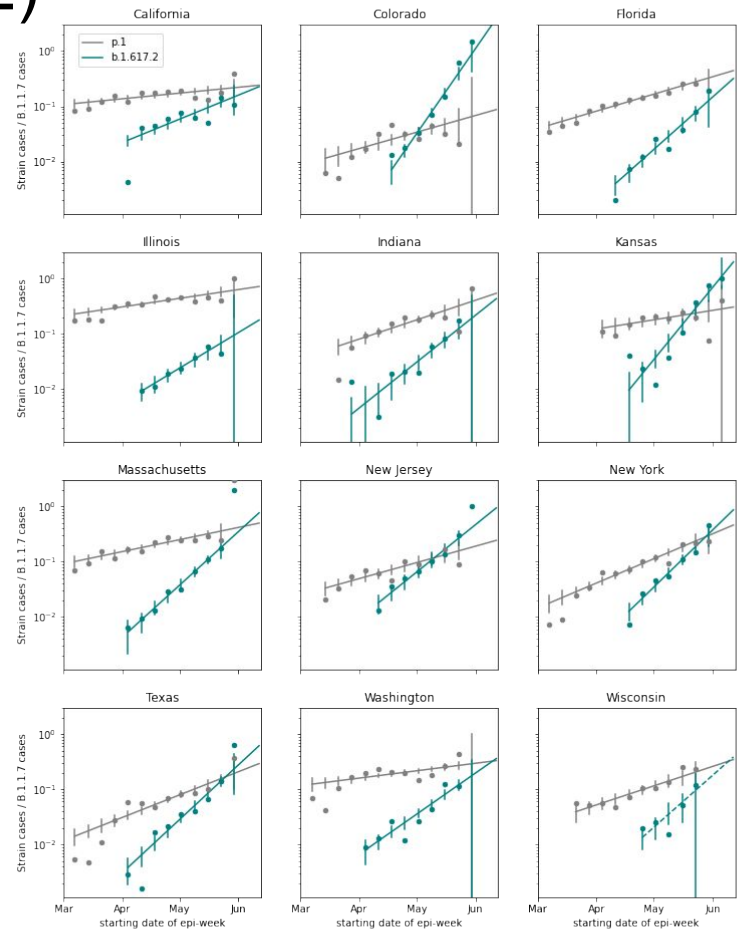 California Colorado Florida
p.1
b.1.617.2
Strain cases / B.1.1.7 cases
10⁰
10⁻¹
10⁻²
Illinois Indiana Kansas
Strain cases / B.1.1.7 cases
10⁰
10⁻¹
10⁻²
Massachusetts New Jersey New York
Strain cases / B.1.1.7 cases
10⁰
10⁻¹
10⁻²
Texas Washington Wisconsin
Strain cases / B.1.1.7 cases
10⁰
10⁻¹
10⁻²
Mar Apr May Jun Mar Apr May Jun Mar Apr May Jun
starting date of epi-week starting date of epi-week starting date of epi-week